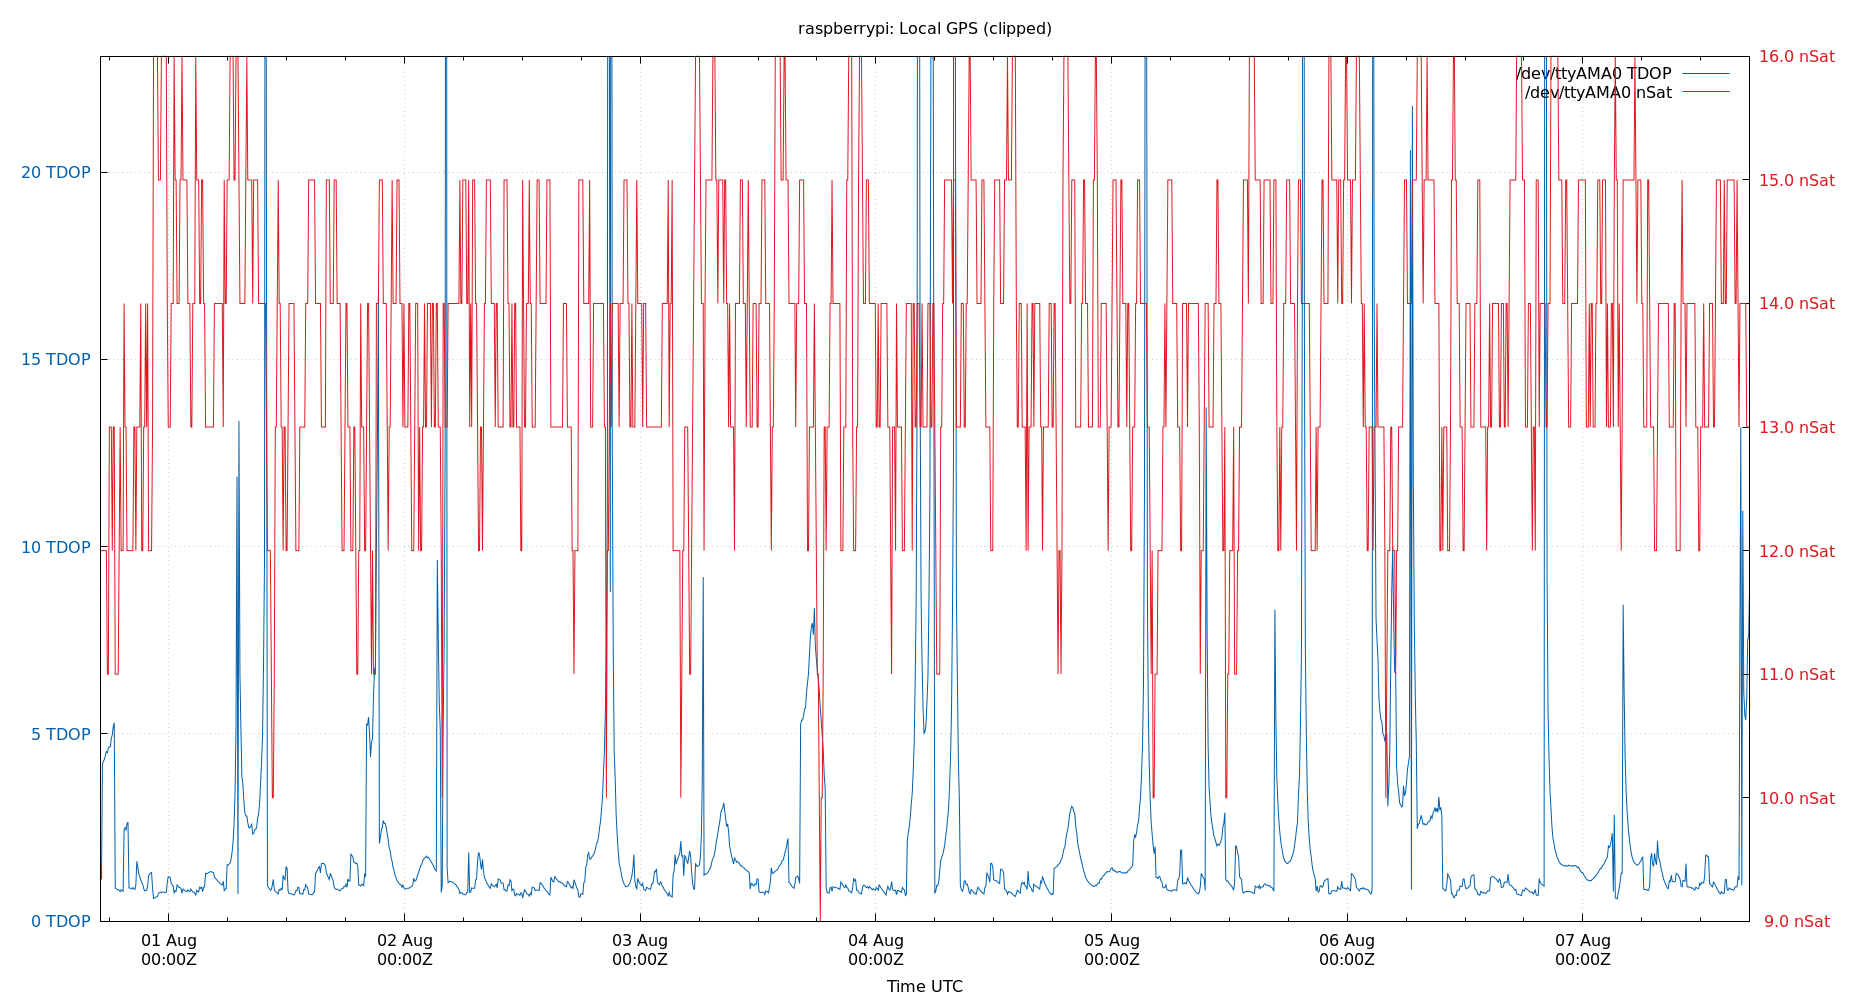 raspberrypi: Local GPS (clipped)
/dev/ttyAMA0 TDOP
/dev/ttyAMA0 nSat
20 TDOP
15 TDOP
10 TDOP
5 TDOP
0 TDOP
16.0 nSat
15.0 nSat
14.0 nSat
13.0 nSat
12.0 nSat
11.0 nSat
10.0 nSat
9.0 nSat
01 Aug
00:00Z
02 Aug
00:00Z
03 Aug
00:00Z
04 Aug
00:00Z
05 Aug
00:00Z
06 Aug
00:00Z
07 Aug
00:00Z
Time UTC